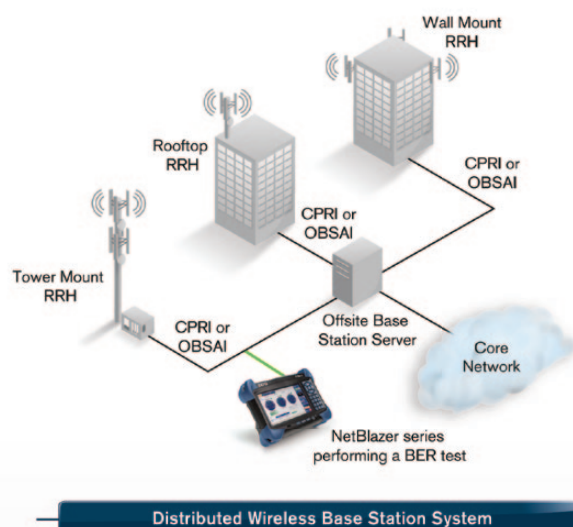 Wall Mount
RRH
Rooftop
RRH
CPRI or
OBSAI
CPRI or
OBSAI
Tower Mount
RRH
CPRI or
OBSAI
Offsite Base
Station Server
Core
Network
NetBlazer series
performing a BER test
Distributed Wireless Base Station System